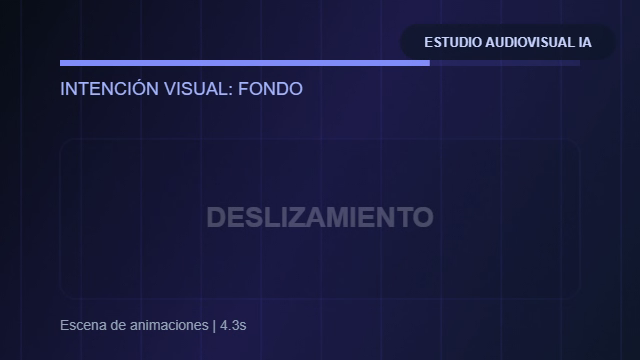 ESTUDIO AUDIOVISUAL IA
INTENCIÓN VISUAL: FONDO
DESLIZAMIENTO
Escena de animaciones | 4.3s